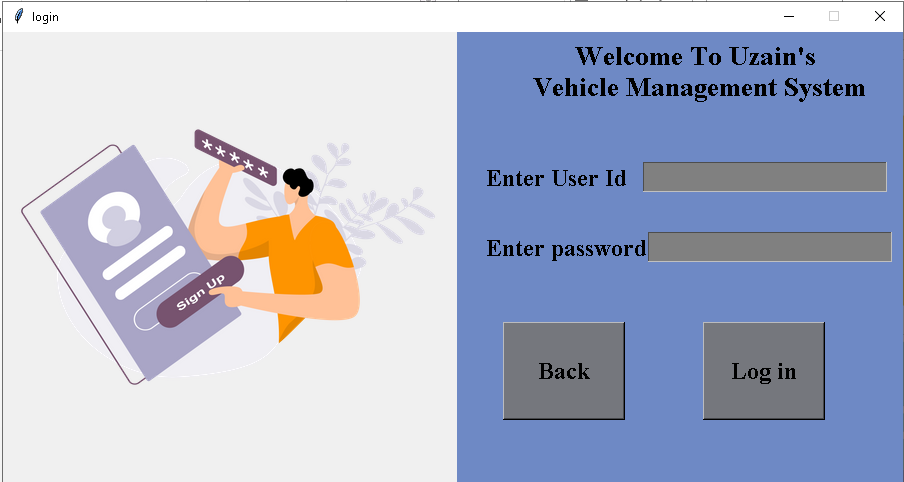 login
Welcome To Uzain's
Vehicle Management System
*****
Enter User Id
Enter password
Sign Up
Back
Log in